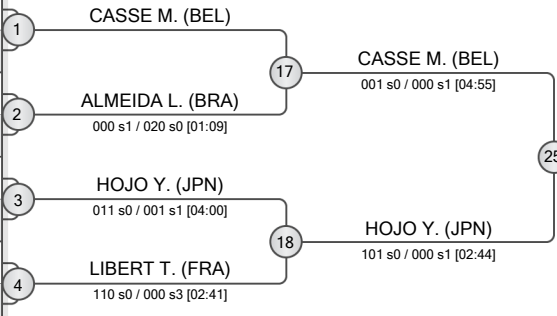 1
CASSE M. (BEL)
17
CASSE M. (BEL)
001 s0 / 000 s1 [04:55]
2
ALMEIDA L. (BRA)
000 s1 / 020 s0 [01:09]
25
3
HOJO Y. (JPN)
011 s0 / 001 s1 [04:00]
18
HOJO Y. (JPN)
101 s0 / 000 s1 [02:44]
4
LIBERT T. (FRA)
110 s0 / 000 s3 [02:41]